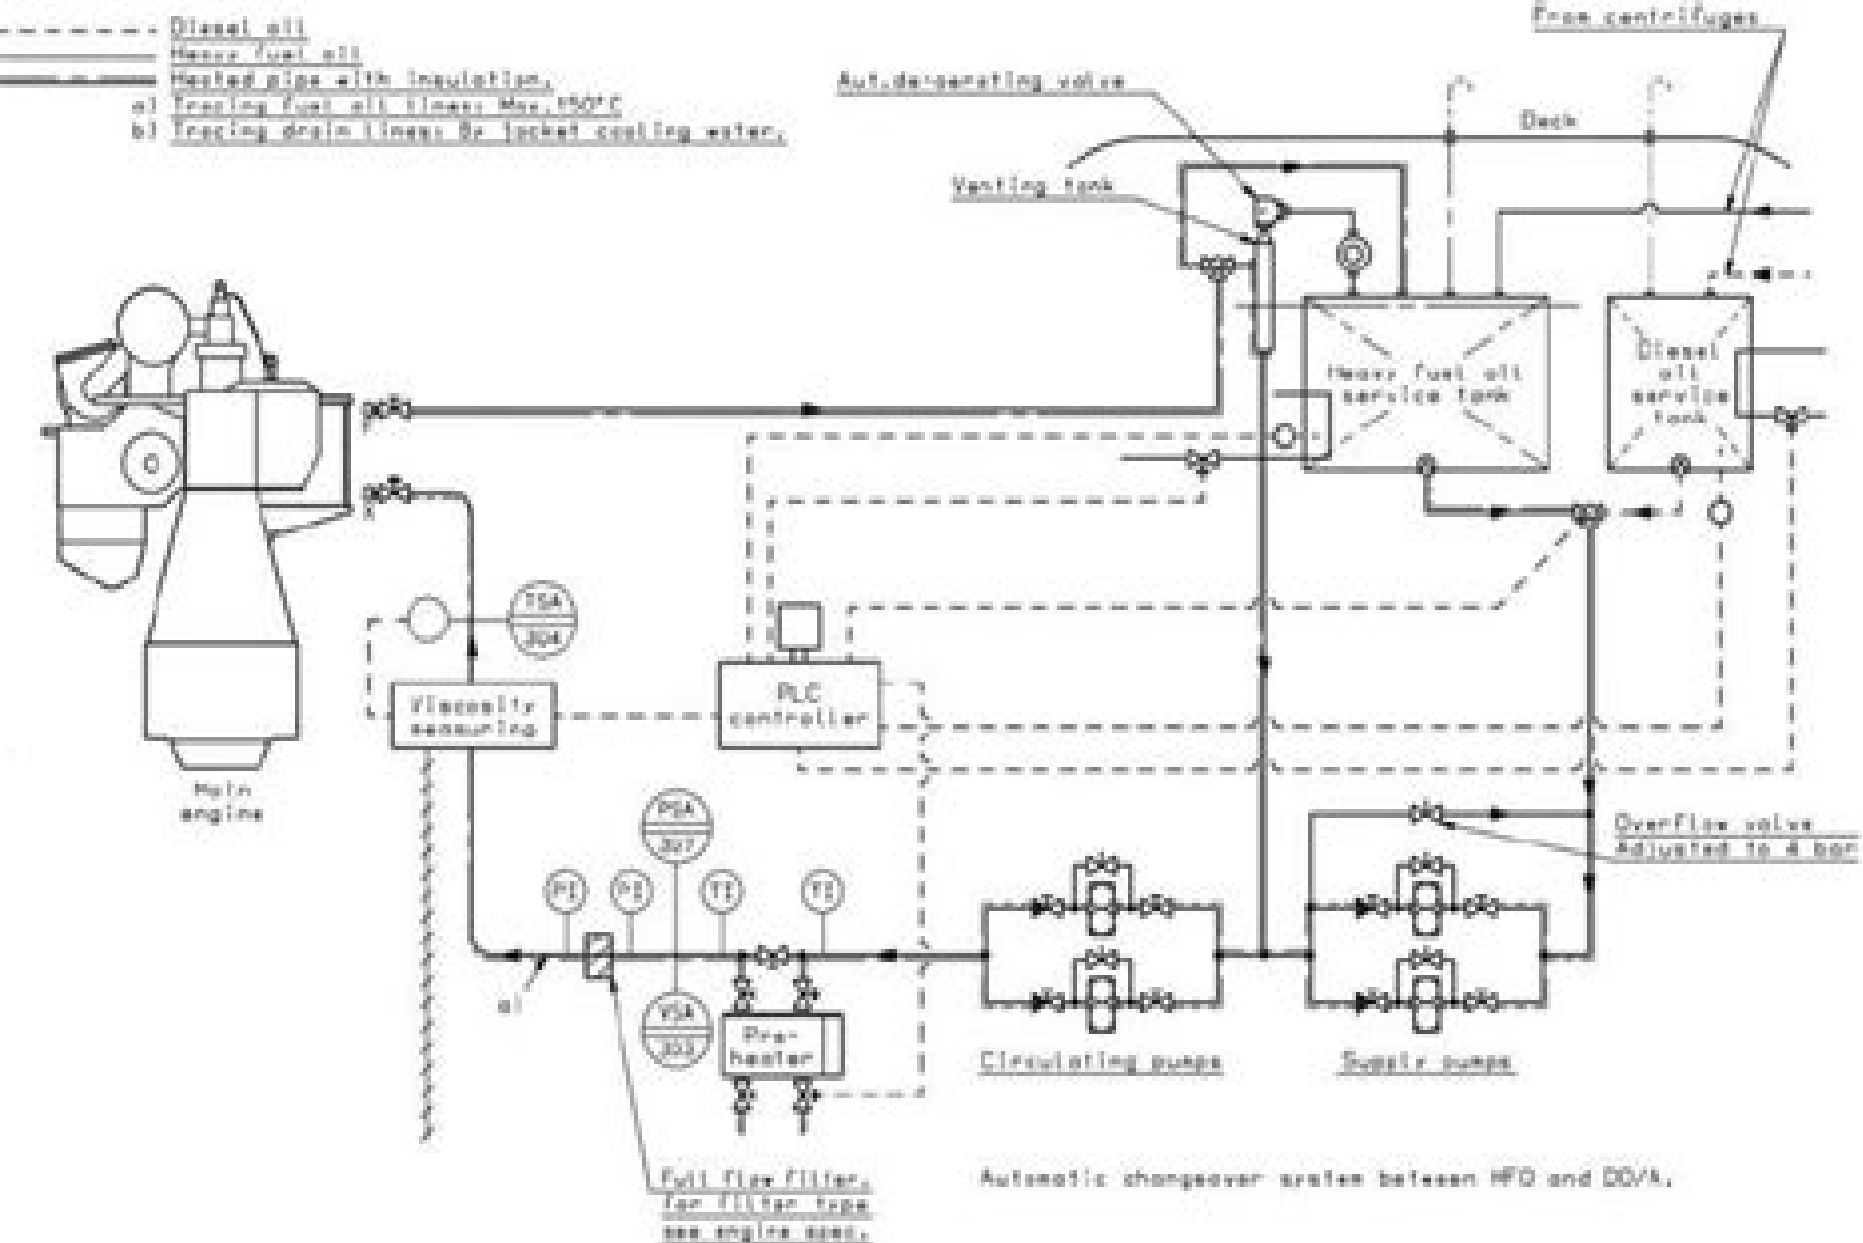 Diesel oil
Heavy fuel oil
Heated pipe with insulation.
a) Tracing fuel oil lines: Max.150°C
b) Tracing drain lines: By jacket cooling water.
From centrifuges
Aut.de-aerating valve
Deck
Venting tank
Heavy fuel oil
service tank
Diesel
oil
service
tank
TSA
PLC
controller
Viscosity
measuring
Main
engine
PSA
Overflow valve
Adjusted to 4 bar
PI
PI
TI
TI
a)
VSA
Pre-
heater
Circulating pumps
Supply pumps
Full flow filter.
for filter type
see engine spec.
Automatic changeover system between HFO and DO/A.